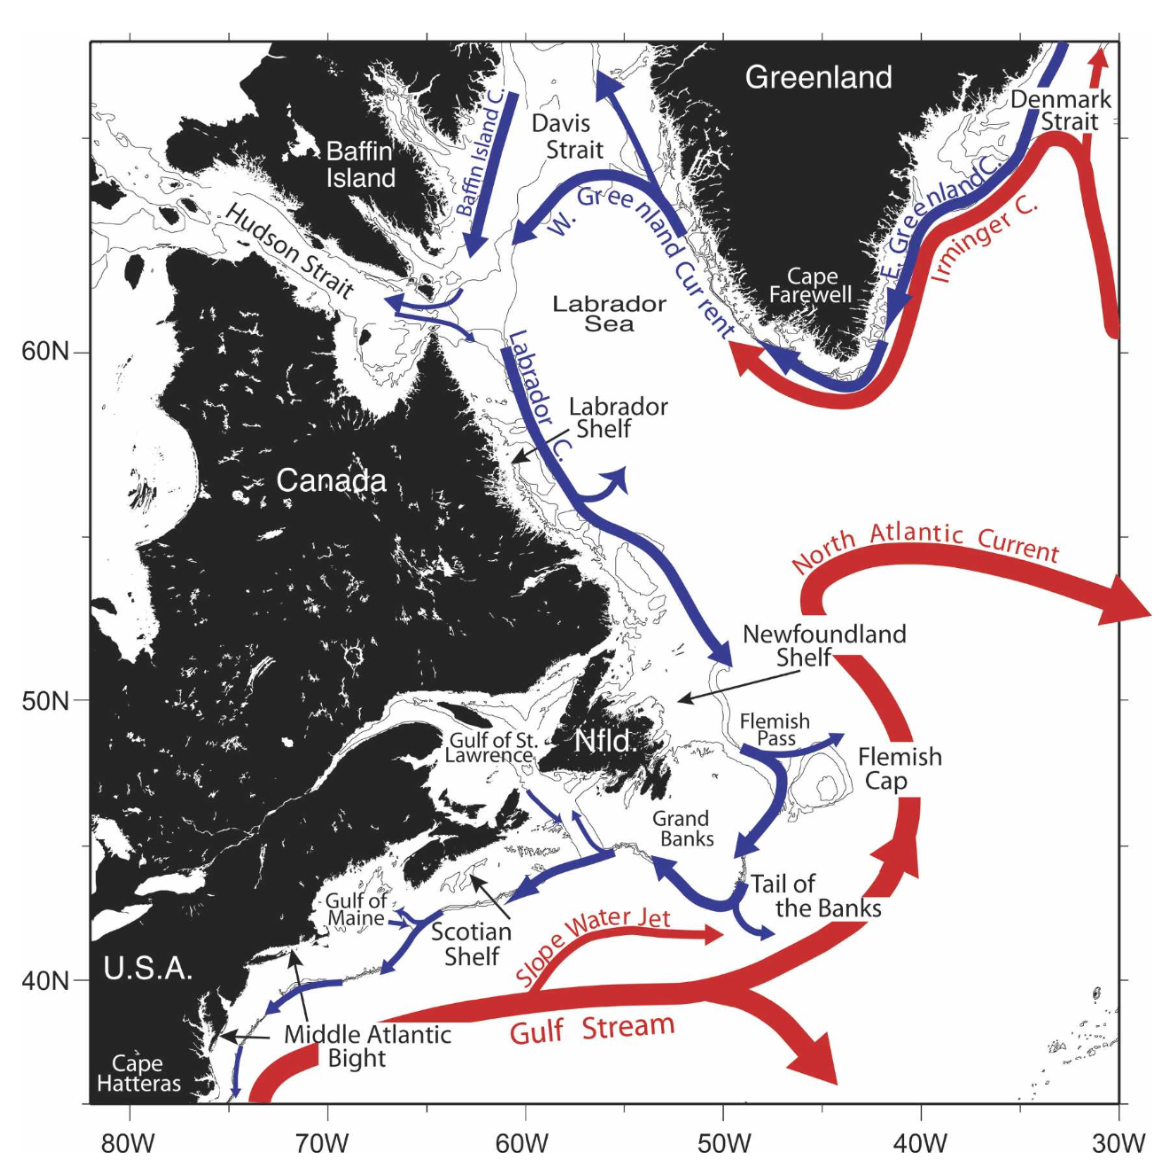 Greenland
Denmark
Strait
Davis
Strait
Baffin Island C.
Baffin
Island
Hudson Strait
W. Greenland Current
E. Greenland C.
Irminger C.
Cape
Farewell
Labrador
Sea
60N
Labrador C.
Labrador
Shelf
Canada
North Atlantic Current
Newfoundland
Shelf
50N
Gulf of St.
Lawrence
Nfld.
Flemish
Pass
Flemish
Cap
Grand
Banks
Tail of
the Banks
Gulf of
Maine
Scotian
Shelf
Slope Water Jet
U.S.A.
40N
Gulf Stream
Middle Atlantic
Bight
Cape
Hatteras
80W
70W
60W
50W
40W
30W